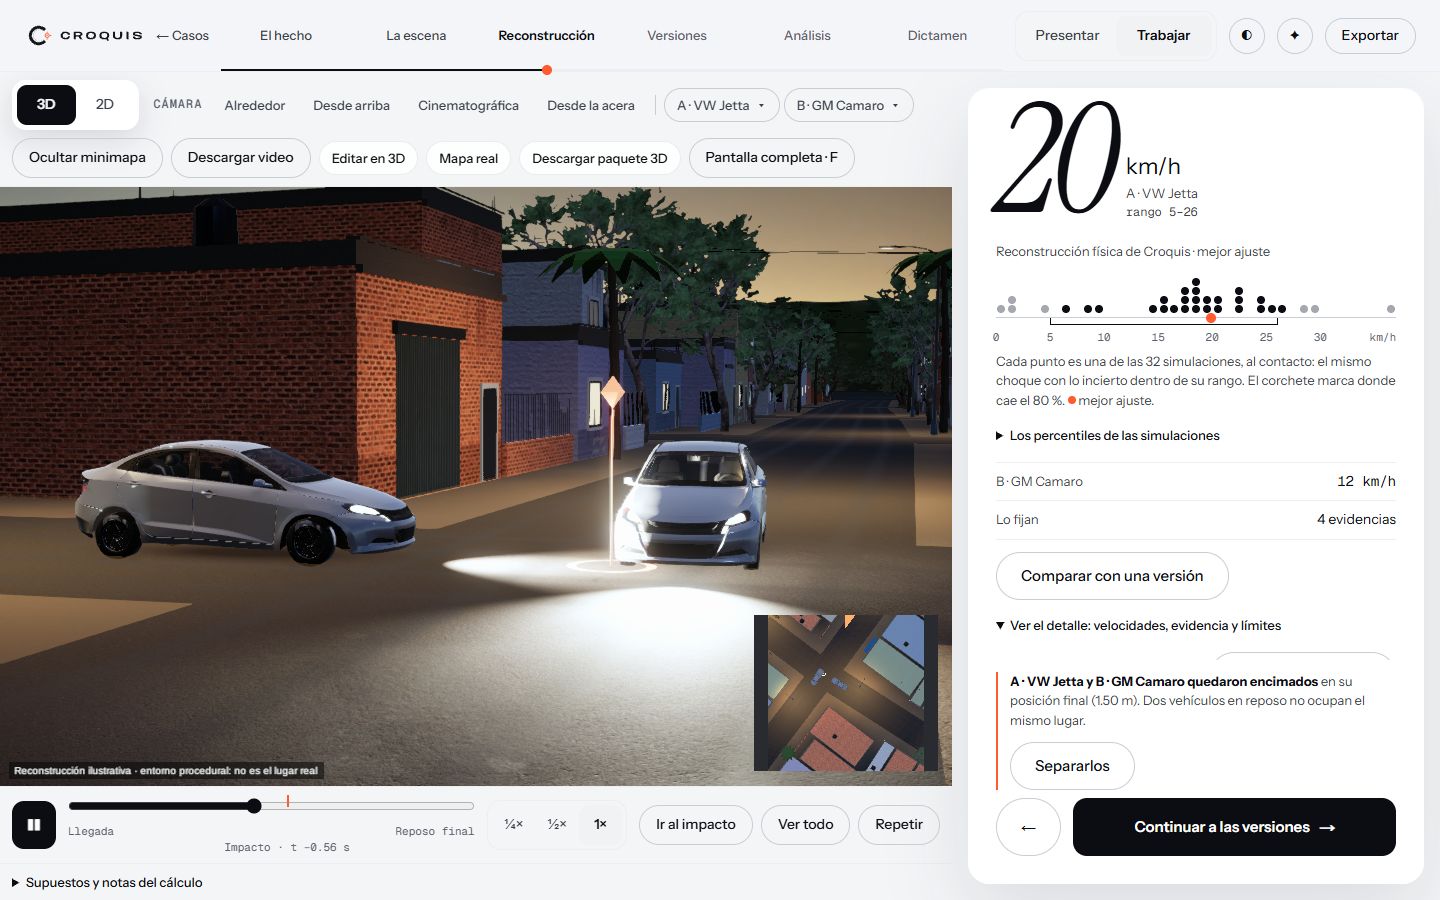 CROQUIS
← Casos
El hecho
La escena
Reconstrucción
Versiones
Análisis
Dictamen
Presentar
Trabajar
Exportar
3D
2D
CÁMARA
Alrededor
Desde arriba
Cinematográfica
Desde la acera
A · VW Jetta
B · GM Camaro
Ocultar minimapa
Descargar video
Editar en 3D
Mapa real
Descargar paquete 3D
Pantalla completa · F
Reconstrucción ilustrativa · entorno procedural: no es el lugar real
Llegada
Reposo final
Impacto · t −0.56 s
¼×
½×
1×
Ir al impacto
Ver todo
Repetir
Supuestos y notas del cálculo
20
km/h
A · VW Jetta
rango 5–26
Reconstrucción física de Croquis · mejor ajuste
0 5 10 15 20 25 30 km/h
Cada punto es una de las 32 simulaciones, al contacto: el mismo
choque con lo incierto dentro de su rango. El corchete marca donde
cae el 80 %. mejor ajuste.
Los percentiles de las simulaciones
B · GM Camaro 12 km/h
Lo fijan 4 evidencias
Comparar con una versión
Ver el detalle: velocidades, evidencia y límites
A · VW Jetta y B · GM Camaro quedaron encimados en su
posición final (1.50 m). Dos vehículos en reposo no ocupan el
mismo lugar.
Separarlos
←
Continuar a las versiones →